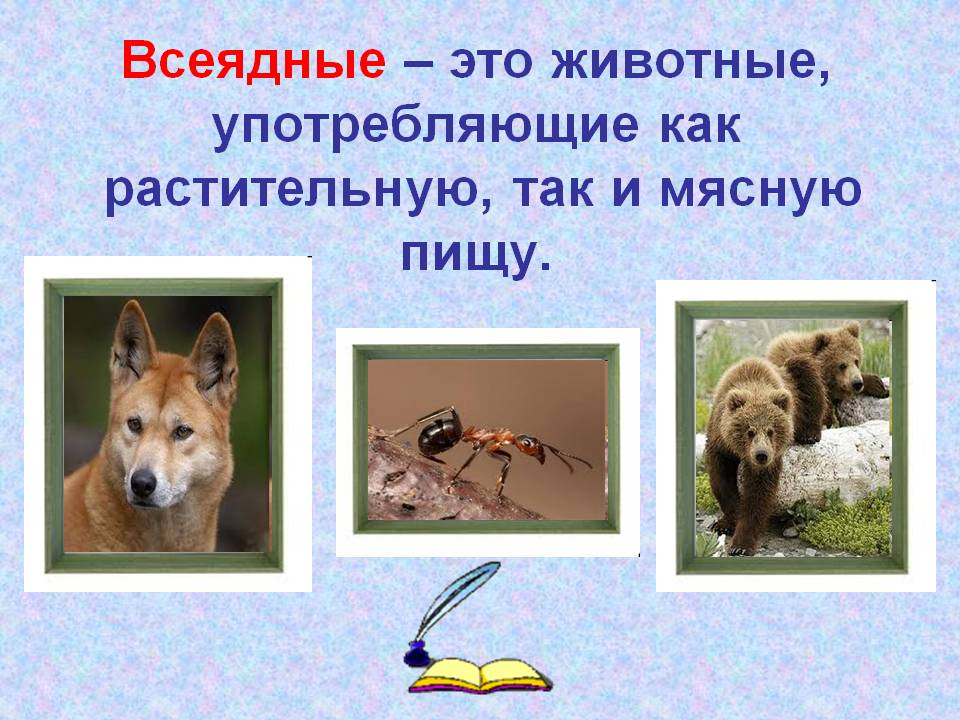 Всеядные – это животные,
употребляющие как
растительную, так и мясную
пищу.